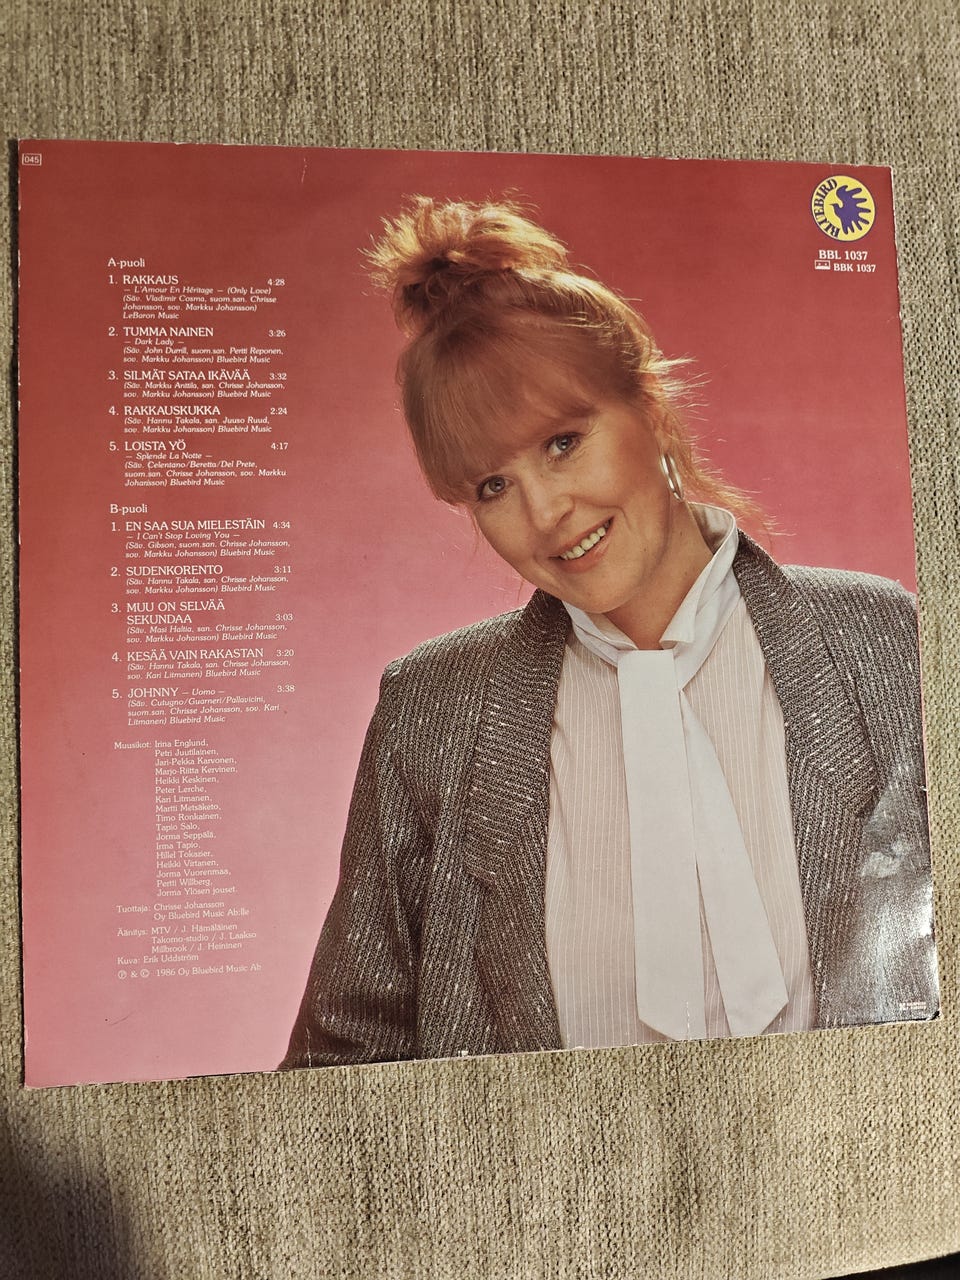 045
BLUEBIRD
BBL 1037
BBK 1037
A-puoli
1. RAKKAUS 4:28
— L'Amour En Héritage — (Only Love)
(Säv. Vladimir Cosma, suom.san. Chrisse
Johansson, sov. Markku Johansson)
LeBaron Music
2. TUMMA NAINEN 3:26
— Dark Lady —
(Säv. John Durrill, suom.san. Pertti Reponen,
sov. Markku Johansson) Bluebird Music
3. SILMÄT SATAA IKÄVÄÄ 3:32
(Säv. Markku Anttila, san. Chrisse Johansson,
sov. Markku Johansson) Bluebird Music
4. RAKKAUSKUKKA 2:24
(Säv. Hannu Takala, san. Juuso Ruud,
sov. Markku Johansson) Bluebird Music
5. LOISTA YÖ 4:17
— Splende La Notte —
(Säv. Celentano/Beretta/Del Prete,
suom.san. Chrisse Johansson, sov. Markku
Johansson) Bluebird Music
B-puoli
1. EN SAA SUA MIELESTÄIN 4:34
— I Can't Stop Loving You —
(Säv. Gibson, suom.san. Chrisse Johansson,
sov. Markku Johansson) Bluebird Music
2. SUDENKORENTO 3:11
(Säv. Hannu Takala, san. Chrisse Johansson,
sov. Markku Johansson) Bluebird Music
3. MUU ON SELVÄÄ
SEKUNDAA 3:03
(Säv. Masi Haltia, san. Chrisse Johansson,
sov. Markku Johansson) Bluebird Music
4. KESÄÄ VAIN RAKASTAN 3:20
(Säv. Hannu Takala, san. Chrisse Johansson,
sov. Kari Litmanen) Bluebird Music
5. JOHNNY — Uomo — 3:38
(Säv. Cutugno/Guarneri/Pallavicini,
suom.san. Chrisse Johansson, sov. Kari
Litmanen) Bluebird Music
Muusikot: Irina Englund,
Petri Juutilainen,
Jari-Pekka Karvonen,
Marjo-Riitta Kervinen,
Heikki Keskinen,
Peter Lerche,
Kari Litmanen,
Martti Metsäketo,
Timo Ronkainen,
Tapio Salo,
Jorma Seppälä,
Irma Tapio,
Hillel Tokazier,
Heikki Virtanen,
Jorma Vuorenmaa,
Pertti Willberg,
Jorma Ylösen jouset.
Tuottaja: Chrisse Johansson
Oy Bluebird Music Ab:lle
Äänitys: MTV / J. Hämäläinen
Takomo-studio / J. Laakso
Millbrook / J. Heininen
Kuva: Erik Uddström
Ⓟ & © 1986 Oy Bluebird Music Ab